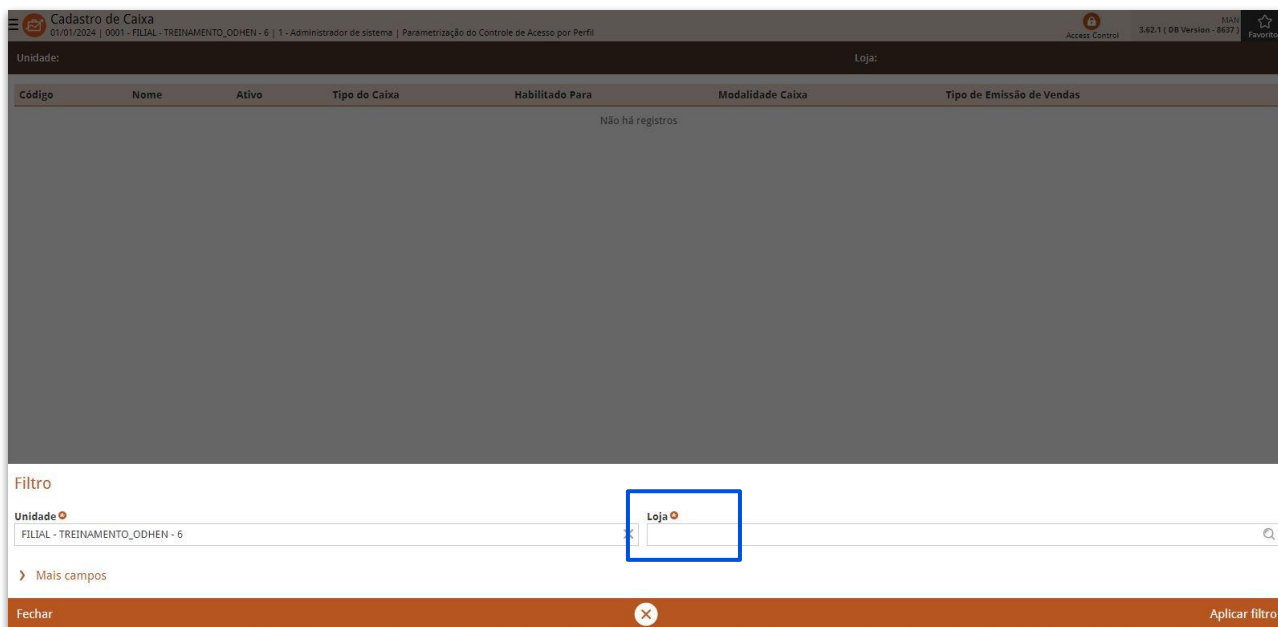 Cadastro de Caixa
01/01/2024 | 0001 - FILIAL - TREINAMENTO_ODHEN - 6 | 1 - Administrador de sistema | Parametrização do Controle de Acesso por Perfil
Access Control
MAN
3.62.1 ( DB Version - 8637 )
Favorito
Unidade: Loja:
Código Nome Ativo Tipo do Caixa Habilitado Para Modalidade Caixa Tipo de Emissão de Vendas
Não há registros
Filtro
Unidade Loja
FILIAL - TREINAMENTO_ODHEN - 6
Mais campos
Fechar Aplicar filtro